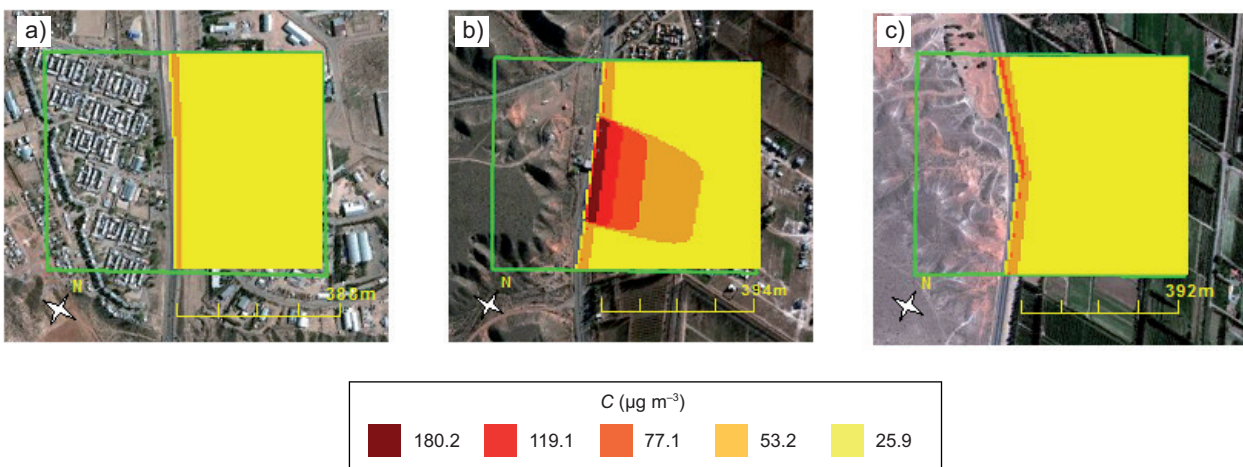 a)
b)
c)
N
388m
N
394m
N
392m
C (µg m⁻³)
180.2
119.1
77.1
53.2
25.9